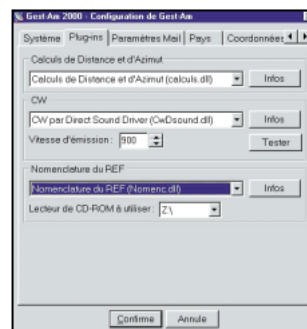 Gest-Am 2000 - Configuration de Gest-Am
Système Plug-ins Paramètres Mail Pays Coordonnées
Calculs de Distance et d'Azimut
Calculs de Distance et d'Azimut (calculs.dll) Infos
CW
CW par Direct Sound Driver (CwDsound.dll) Infos
Vitesse d'émission : 900 Tester
Nomenclature du REF
Nomenclature du REF (Nomenc.dll) Infos
Lecteur de CD-ROM à utiliser : Z:\
Confirme Annule